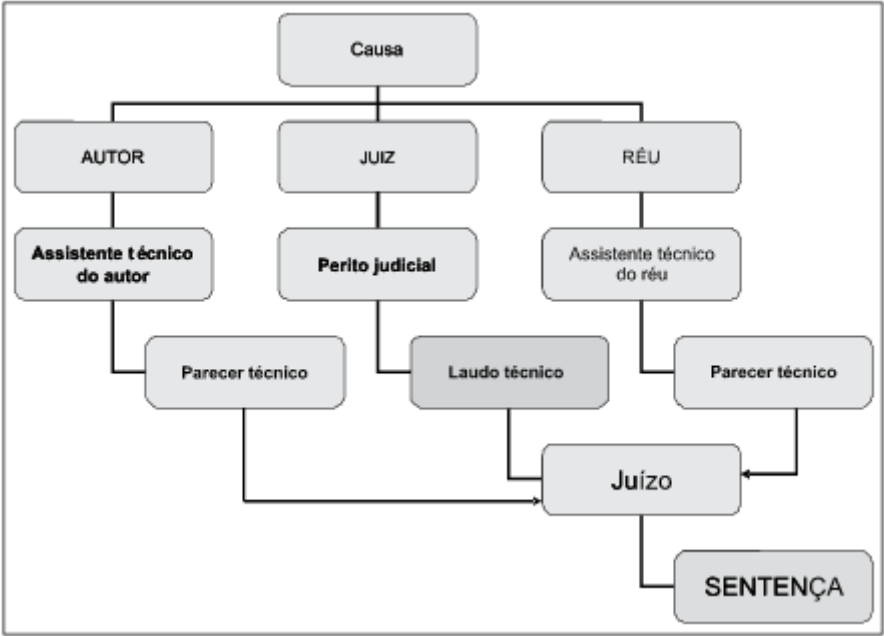 Causa
AUTOR
JUIZ
RÉU
Assistente técnico
do autor
Perito judicial
Assistente técnico
do réu
Parecer técnico
Laudo técnico
Parecer técnico
Juízo
SENTENÇA